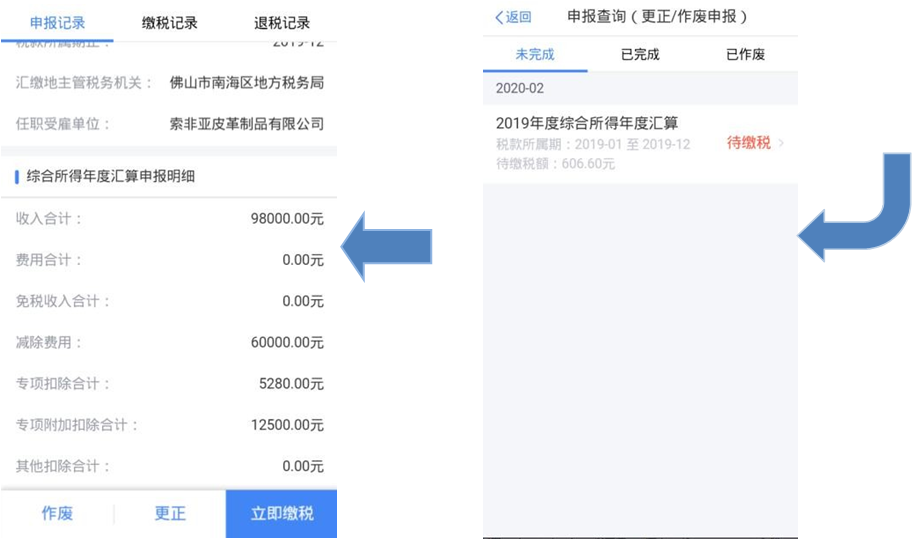 申报记录 缴税记录 退税记录
税款所属期止： 2019-12
汇缴地主管税务机关： 佛山市南海区地方税务局
任职受雇单位： 索非亚皮革制品有限公司
综合所得年度汇算申报明细
收入合计： 98000.00元
费用合计： 0.00元
免税收入合计： 0.00元
减除费用： 60000.00元
专项扣除合计： 5280.00元
专项附加扣除合计： 12500.00元
其他扣除合计： 0.00元
作废 更正 立即缴税
返回 申报查询（更正/作废申报）
未完成 已完成 已作废
2020-02
2019年度综合所得年度汇算
税款所属期：2019-01 至 2019-12
待缴税额：606.60元
待缴税